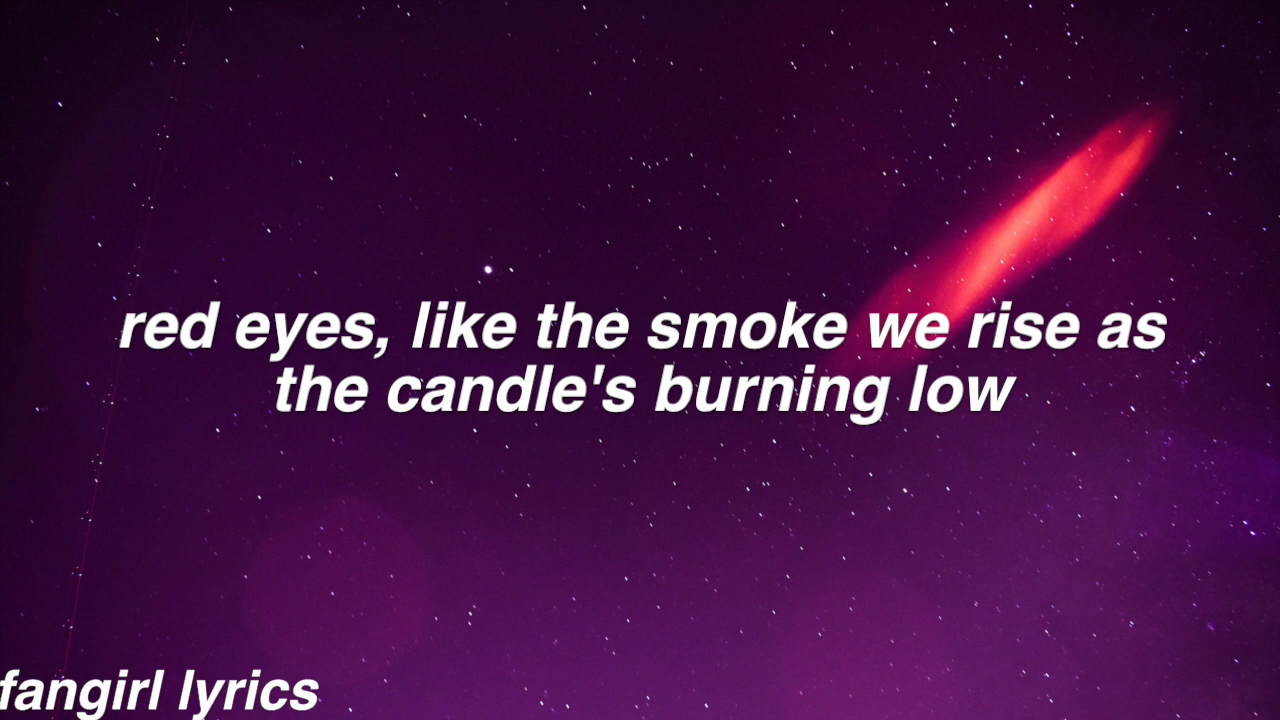 red eyes, like the smoke we rise as
the candle's burning low
fangirl lyrics